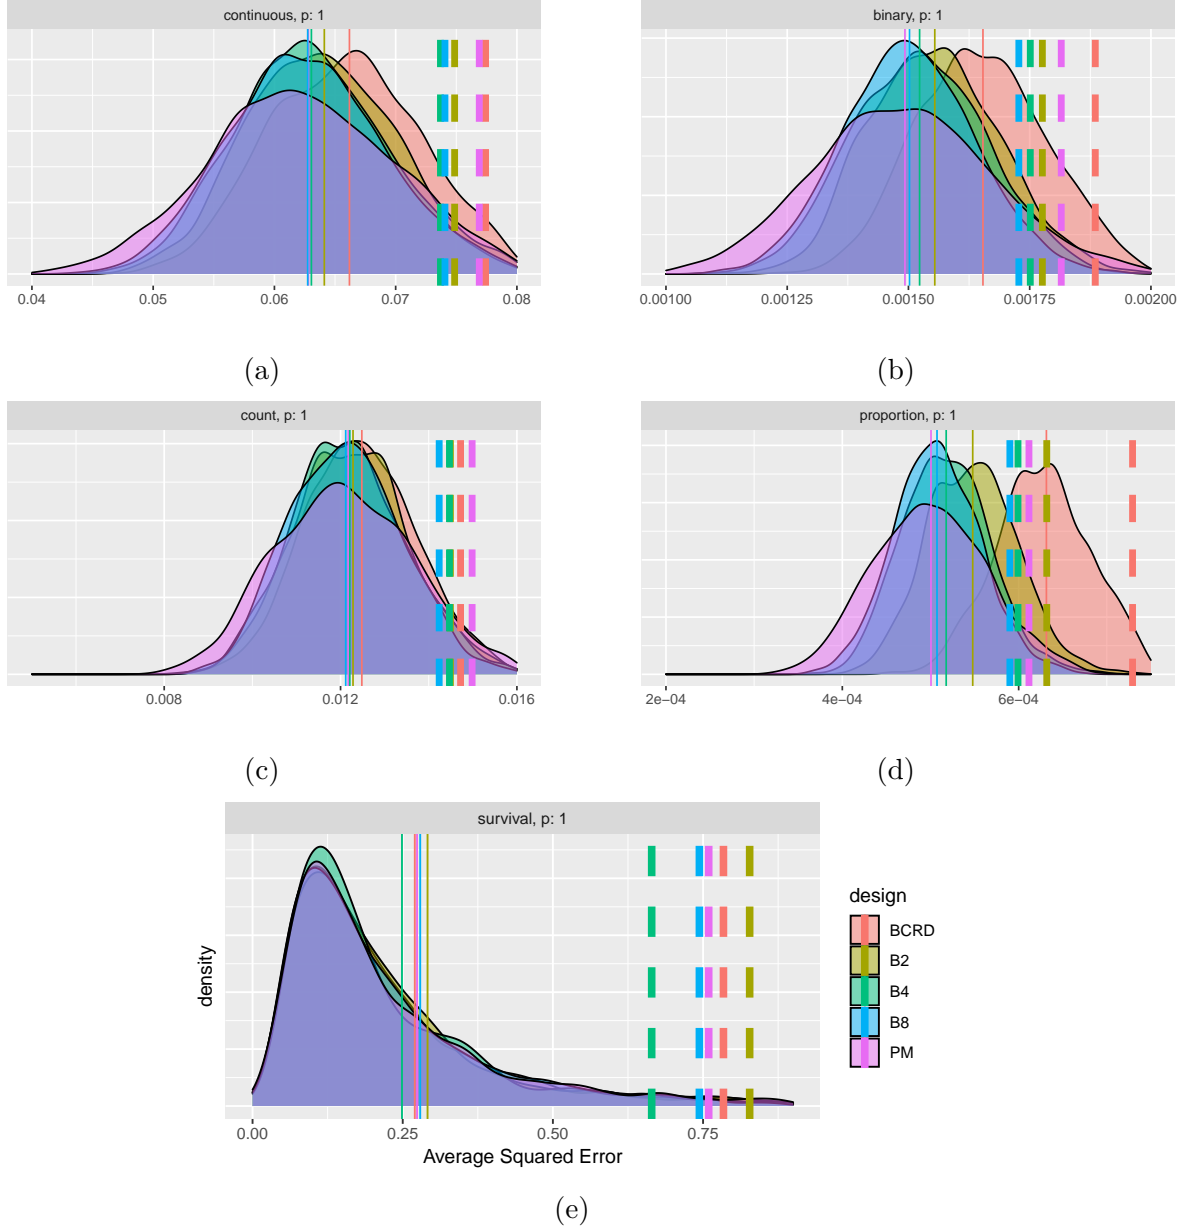 continuous, p: 1
0.04 0.05 0.06 0.07 0.08
(a)
binary, p: 1
0.00100 0.00125 0.00150 0.00175 0.00200
(b)
count, p: 1
0.008 0.012 0.016
(c)
proportion, p: 1
2e−04 4e−04 6e−04
(d)
survival, p: 1
density
0.00 0.25 0.50 0.75
Average Squared Error
design
BCRD
B2
B4
B8
PM
(e)